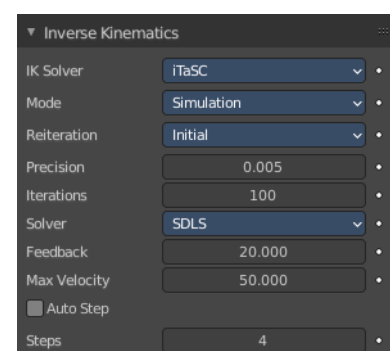 Inverse Kinematics
IK Solver iTaSC
Mode Simulation
Reiteration Initial
Precision 0.005
Iterations 100
Solver SDLS
Feedback 20.000
Max Velocity 50.000
Auto Step
Steps 4